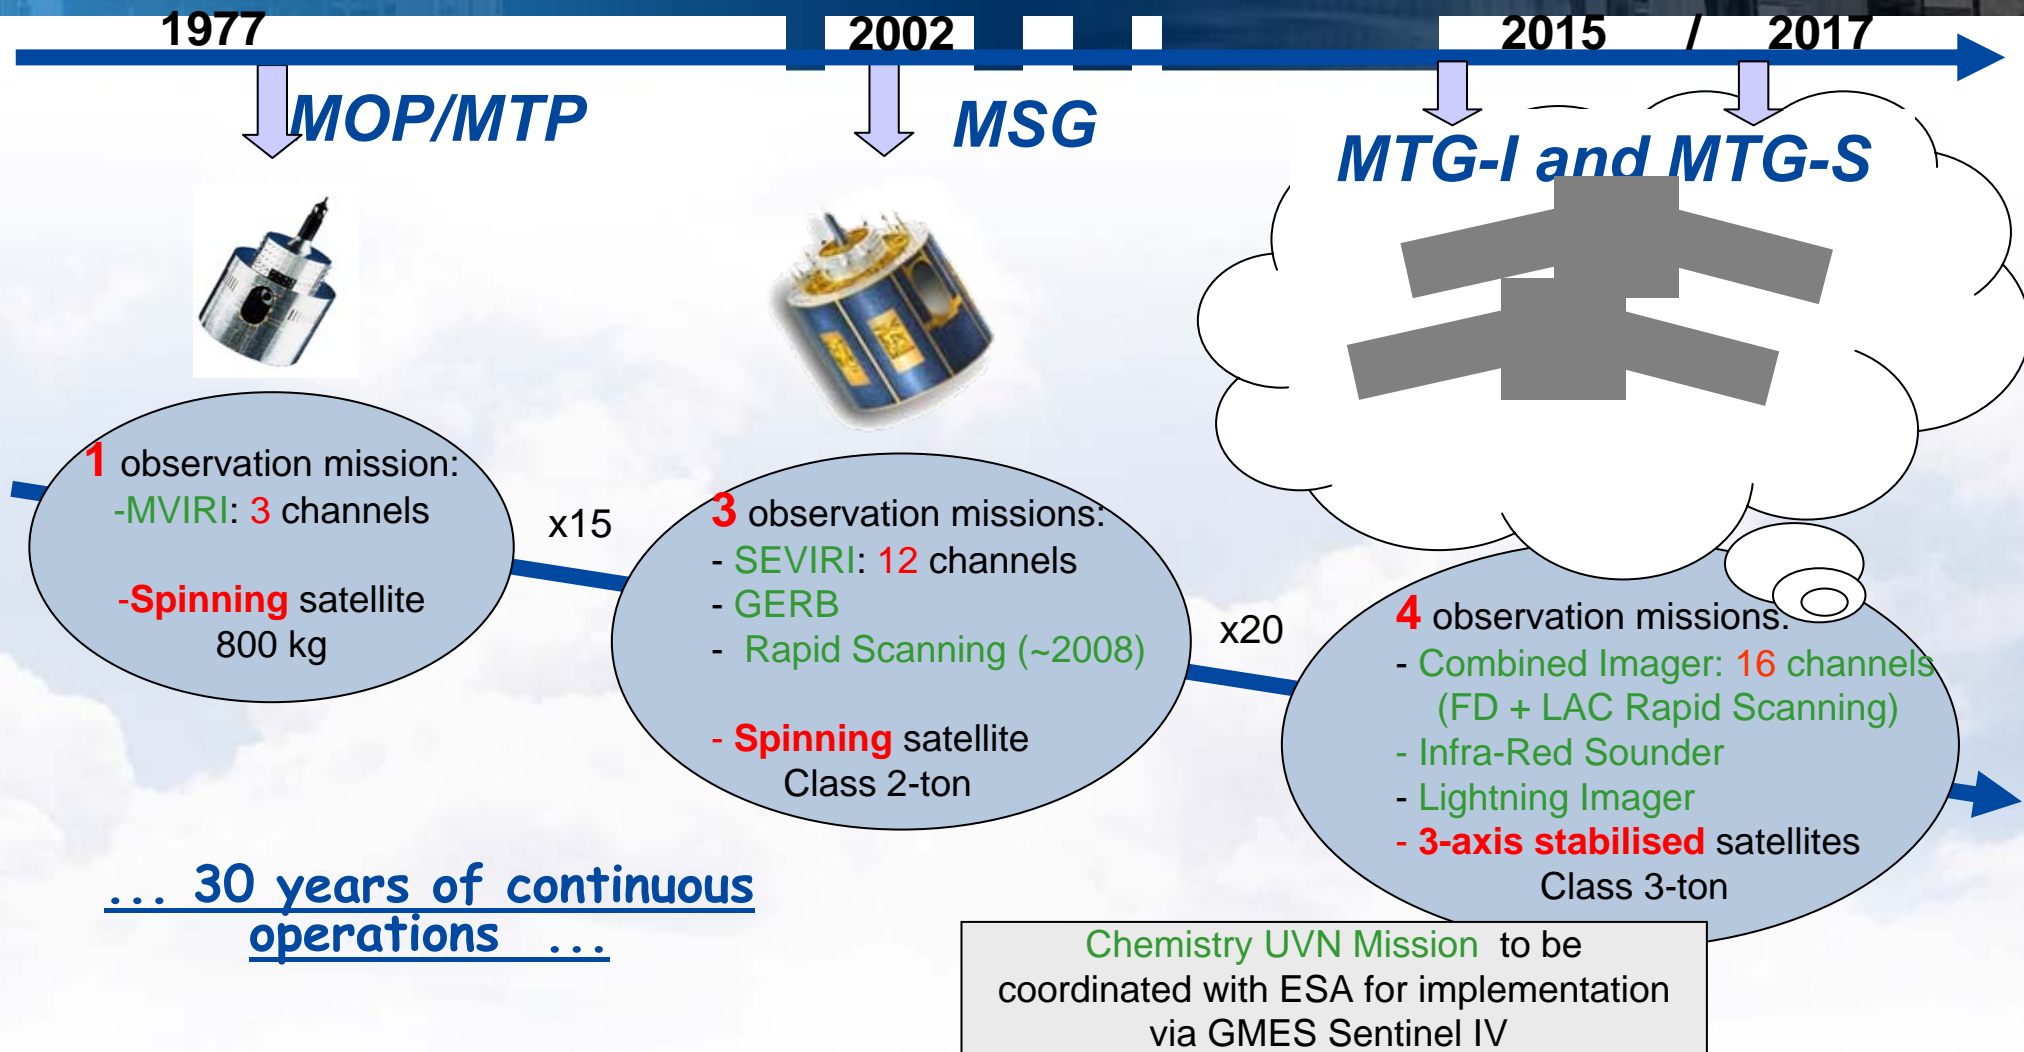 1977
2002
2015 / 2017
MOP/MTP
MSG
MTG-I and MTG-S
1 observation mission:
-MVIRI: 3 channels
-Spinning satellite
800 kg
x15
3 observation missions:
- SEVIRI: 12 channels
- GERB
- Rapid Scanning (~2008)
- Spinning satellite
Class 2-ton
x20
4 observation missions:
- Combined Imager: 16 channels
(FD + LAC Rapid Scanning)
- Infra-Red Sounder
- Lightning Imager
- 3-axis stabilised satellites
Class 3-ton
... 30 years of continuous
operations ...
Chemistry UVN Mission to be
coordinated with ESA for implementation
via GMES Sentinel IV